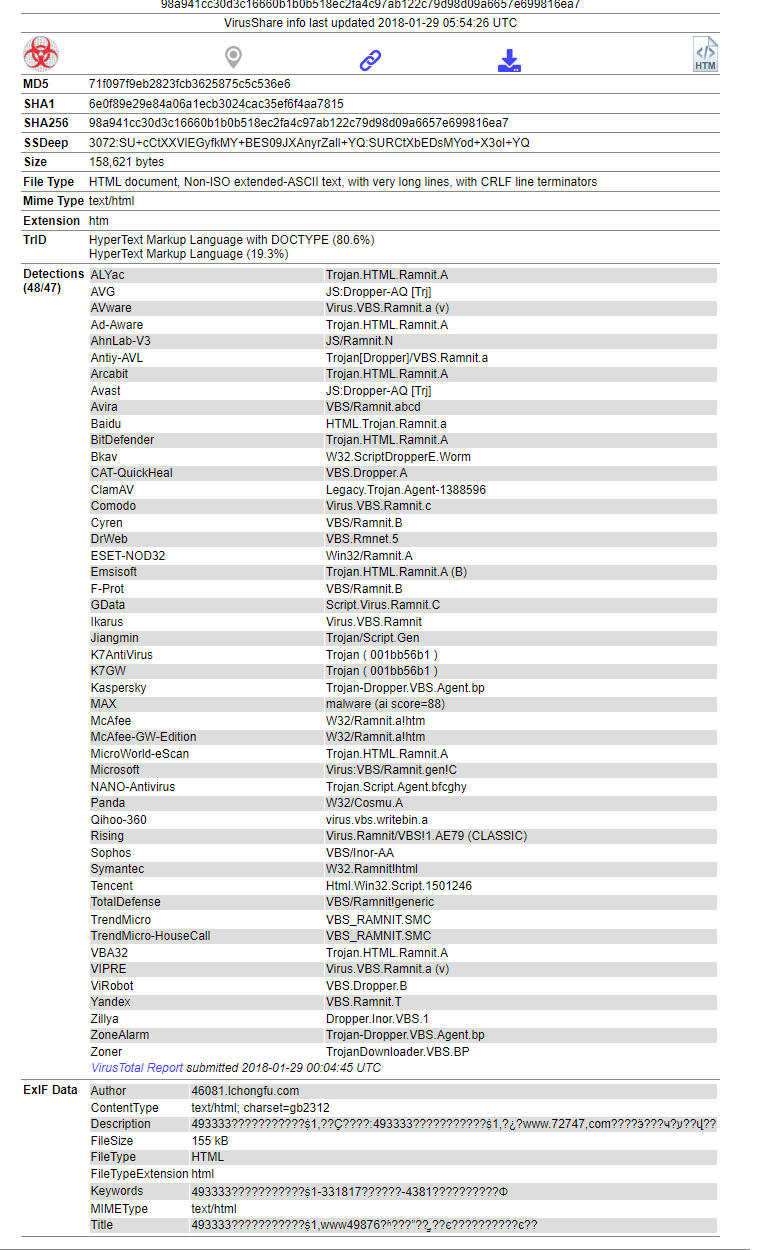 98a941cc30d3c16660b1b0b518ec2fa4c97ab122c79d98d09a6657e699816ea7
VirusShare info last updated 2018-01-29 05:54:26 UTC
</> HTM
MD5 71f097f9eb2823fcb3625875c5c536e6
SHA1 6e0f89e29e84a06a1ecb3024cac35ef6f4aa7815
SHA256 98a941cc30d3c16660b1b0b518ec2fa4c97ab122c79d98d09a6657e699816ea7
SSDeep 3072:SU+cCtXXVIEGyfkMY+BES09JXAnyrZalI+YQ:SURCtXbEDsMYod+X3oI+YQ
Size 158,621 bytes
File Type HTML document, Non-ISO extended-ASCII text, with very long lines, with CRLF line terminators
Mime Type text/html
Extension htm
TrID HyperText Markup Language with DOCTYPE (80.6%)
HyperText Markup Language (19.3%)
Detections ALYac Trojan.HTML.Ramnit.A
(48/47)
AVG JS:Dropper-AQ [Trj]
AVware Virus.VBS.Ramnit.a (v)
Ad-Aware Trojan.HTML.Ramnit.A
AhnLab-V3 JS/Ramnit.N
Antiy-AVL Trojan[Dropper]/VBS.Ramnit.a
Arcabit Trojan.HTML.Ramnit.A
Avast JS:Dropper-AQ [Trj]
Avira VBS/Ramnit.abcd
Baidu HTML.Trojan.Ramnit.a
BitDefender Trojan.HTML.Ramnit.A
Bkav W32.ScriptDropperE.Worm
CAT-QuickHeal VBS.Dropper.A
ClamAV Legacy.Trojan.Agent-1388596
Comodo Virus.VBS.Ramnit.c
Cyren VBS/Ramnit.B
DrWeb VBS.Rmnet.5
ESET-NOD32 Win32/Ramnit.A
Emsisoft Trojan.HTML.Ramnit.A (B)
F-Prot VBS/Ramnit.B
GData Script.Virus.Ramnit.C
Ikarus Virus.VBS.Ramnit
Jiangmin Trojan/Script.Gen
K7AntiVirus Trojan ( 001bb56b1 )
K7GW Trojan ( 001bb56b1 )
Kaspersky Trojan-Dropper.VBS.Agent.bp
MAX malware (ai score=88)
McAfee W32/Ramnit.a!htm
McAfee-GW-Edition W32/Ramnit.a!htm
MicroWorld-eScan Trojan.HTML.Ramnit.A
Microsoft Virus:VBS/Ramnit.gen!C
NANO-Antivirus Trojan.Script.Agent.bfcghy
Panda W32/Cosmu.A
Qihoo-360 virus.vbs.writebin.a
Rising Virus.Ramnit/VBS!1.AE79 (CLASSIC)
Sophos VBS/Inor-AA
Symantec W32.Ramnit!html
Tencent Html.Win32.Script.1501246
TotalDefense VBS/Ramnit!generic
TrendMicro VBS_RAMNIT.SMC
TrendMicro-HouseCall VBS_RAMNIT.SMC
VBA32 Trojan.HTML.Ramnit.A
VIPRE Virus.VBS.Ramnit.a (v)
ViRobot VBS.Dropper.B
Yandex VBS.Ramnit.T
Zillya Dropper.Inor.VBS.1
ZoneAlarm Trojan-Dropper.VBS.Agent.bp
Zoner TrojanDownloader.VBS.BP
VirusTotal Report submitted 2018-01-29 00:04:45 UTC
ExIF Data Author 46081.lchongfu.com
ContentType text/html; charset=gb2312
Description
FileSize 155 kB
FileType HTML
FileTypeExtension html
Keywords
MIMEType text/html
Title